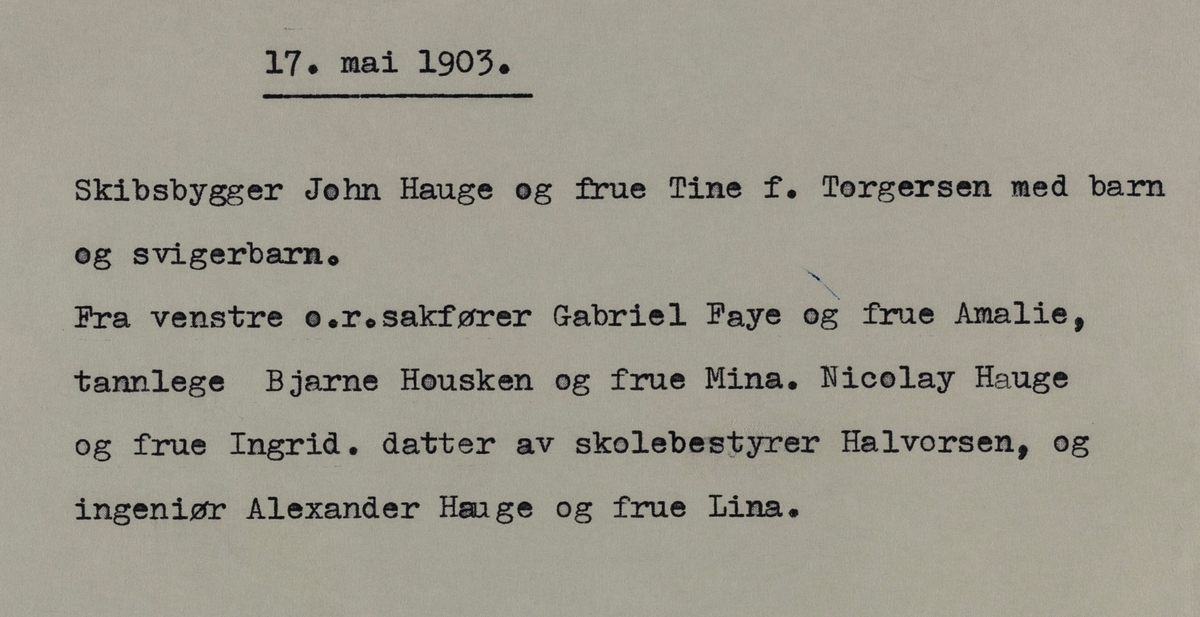 17. mai 1903.
Skibsbygger John Hauge og frue Tine f. Torgersen med barn
og svigerbarn.
Fra venstre o.r.sakfører Gabriel Faye og frue Amalie,
tannlege Bjarne Housken og frue Mina. Nicolay Hauge
og frue Ingrid. datter av skolebestyrer Halvorsen, og
ingeniør Alexander Hauge og frue Lina.